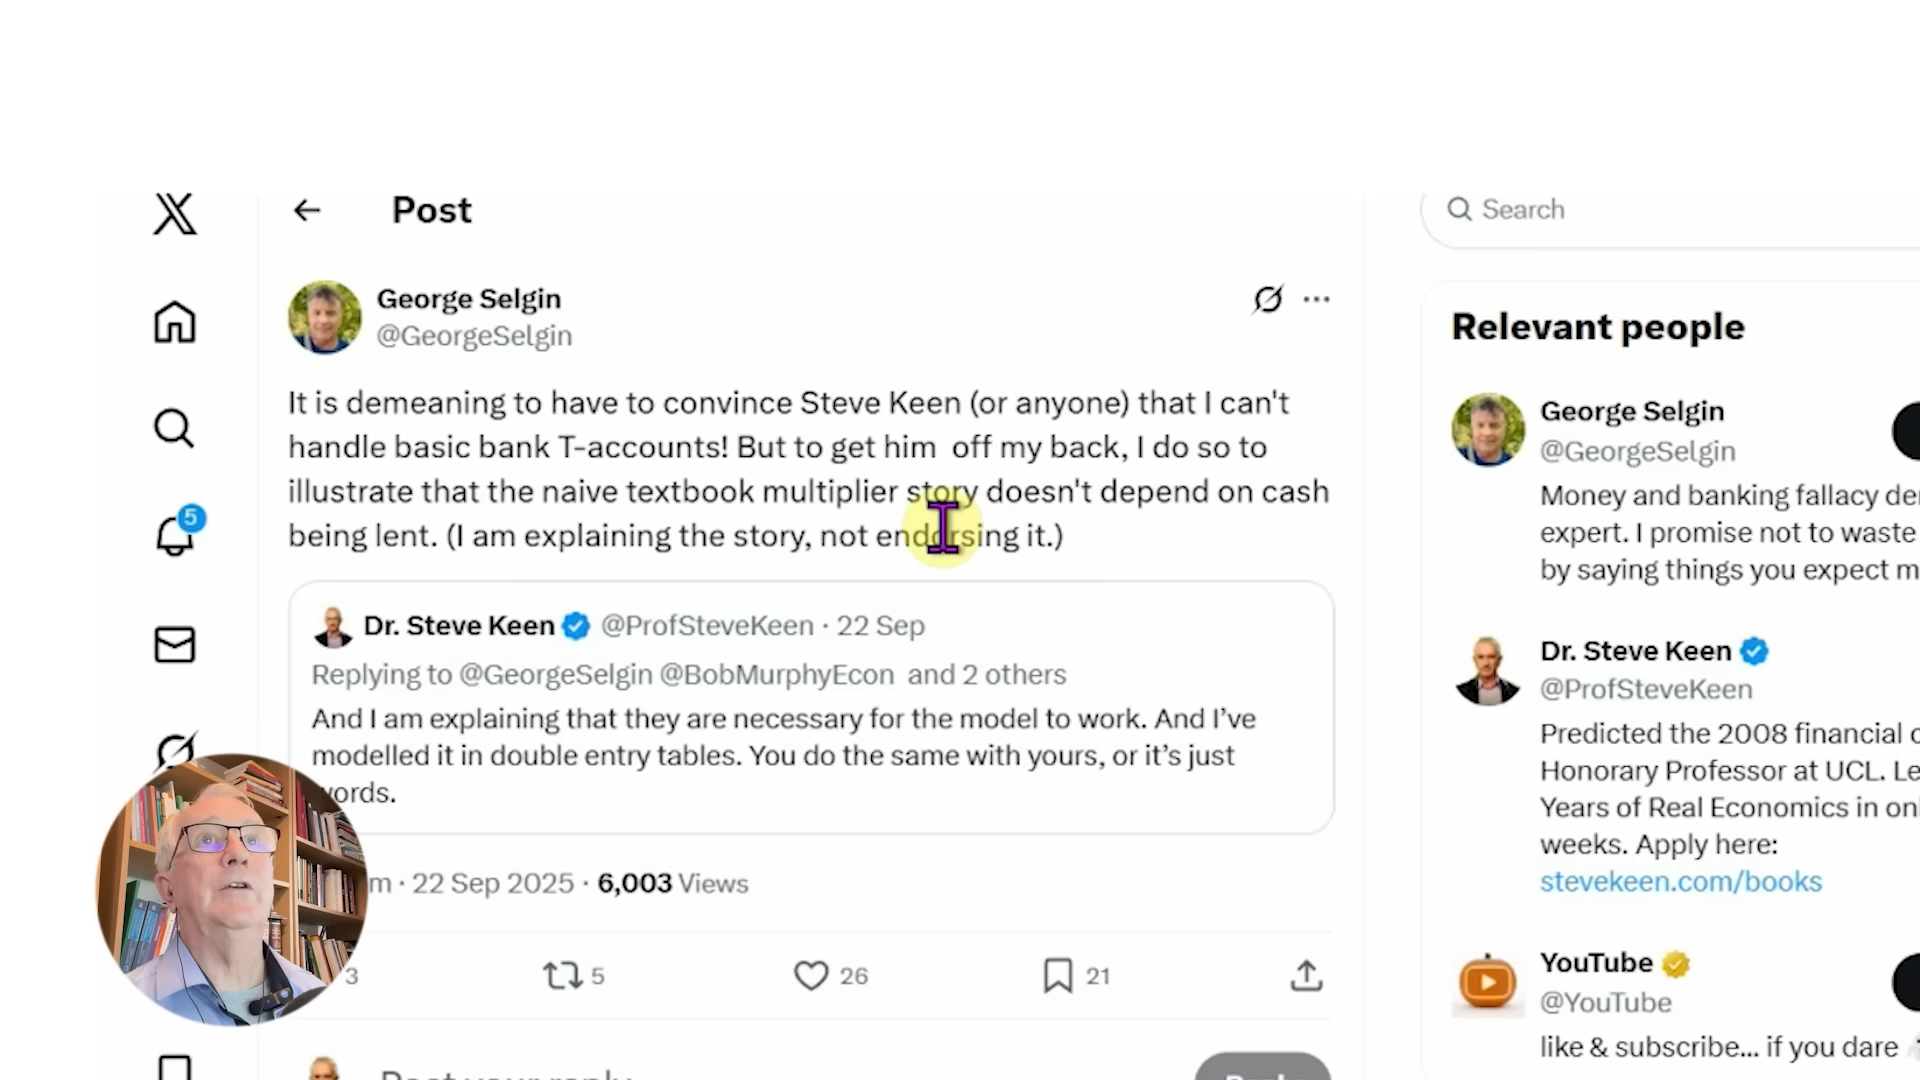 Post
Search
George Selgin
@GeorgeSelgin
It is demeaning to have to convince Steve Keen (or anyone) that I can't
handle basic bank T-accounts! But to get him off my back, I do so to
illustrate that the naive textbook multiplier story doesn't depend on cash
being lent. (I am explaining the story, not endorsing it.)
Dr. Steve Keen @ProfSteveKeen · 22 Sep
Replying to @GeorgeSelgin @BobMurphyEcon and 2 others
And I am explaining that they are necessary for the model to work. And I've
modelled it in double entry tables. You do the same with yours, or it's just
words.
· 22 Sep 2025 · 6,003 Views
3
5
26
21
5
Relevant people
George Selgin
@GeorgeSelgin
Money and banking fallacy
expert. I promise not to waste
by saying things you expect
Dr. Steve Keen
@ProfSteveKeen
Predicted the 2008 financial
Honorary Professor at UCL.
Years of Real Economics in
weeks. Apply here:
stevekeen.com/books
YouTube
@YouTube
like & subscribe... if you dare